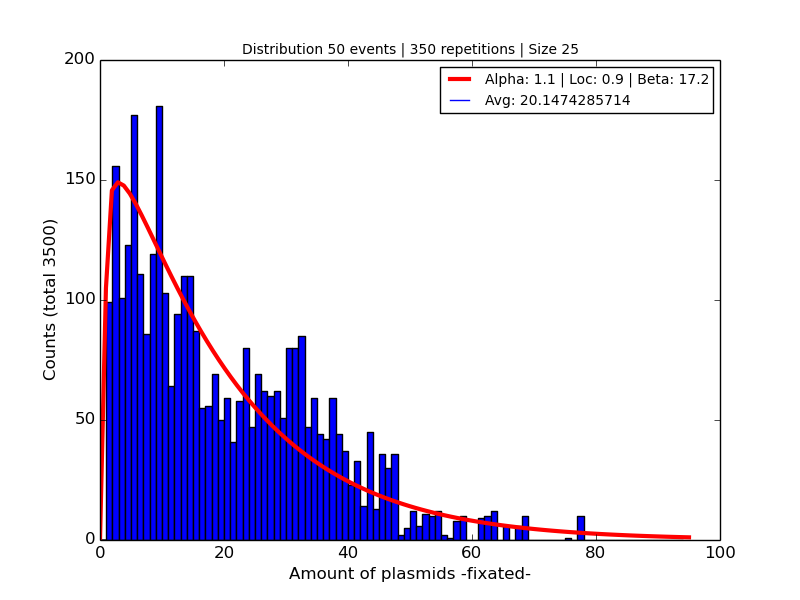 Distribution 50 events | 350 repetitions | Size 25
Alpha: 1.1 | Loc: 0.9 | Beta: 17.2
Avg: 20.1474285714
Counts (total 3500)
200
150
100
50
0
0 20 40 60 80 100
Amount of plasmids -fixated-